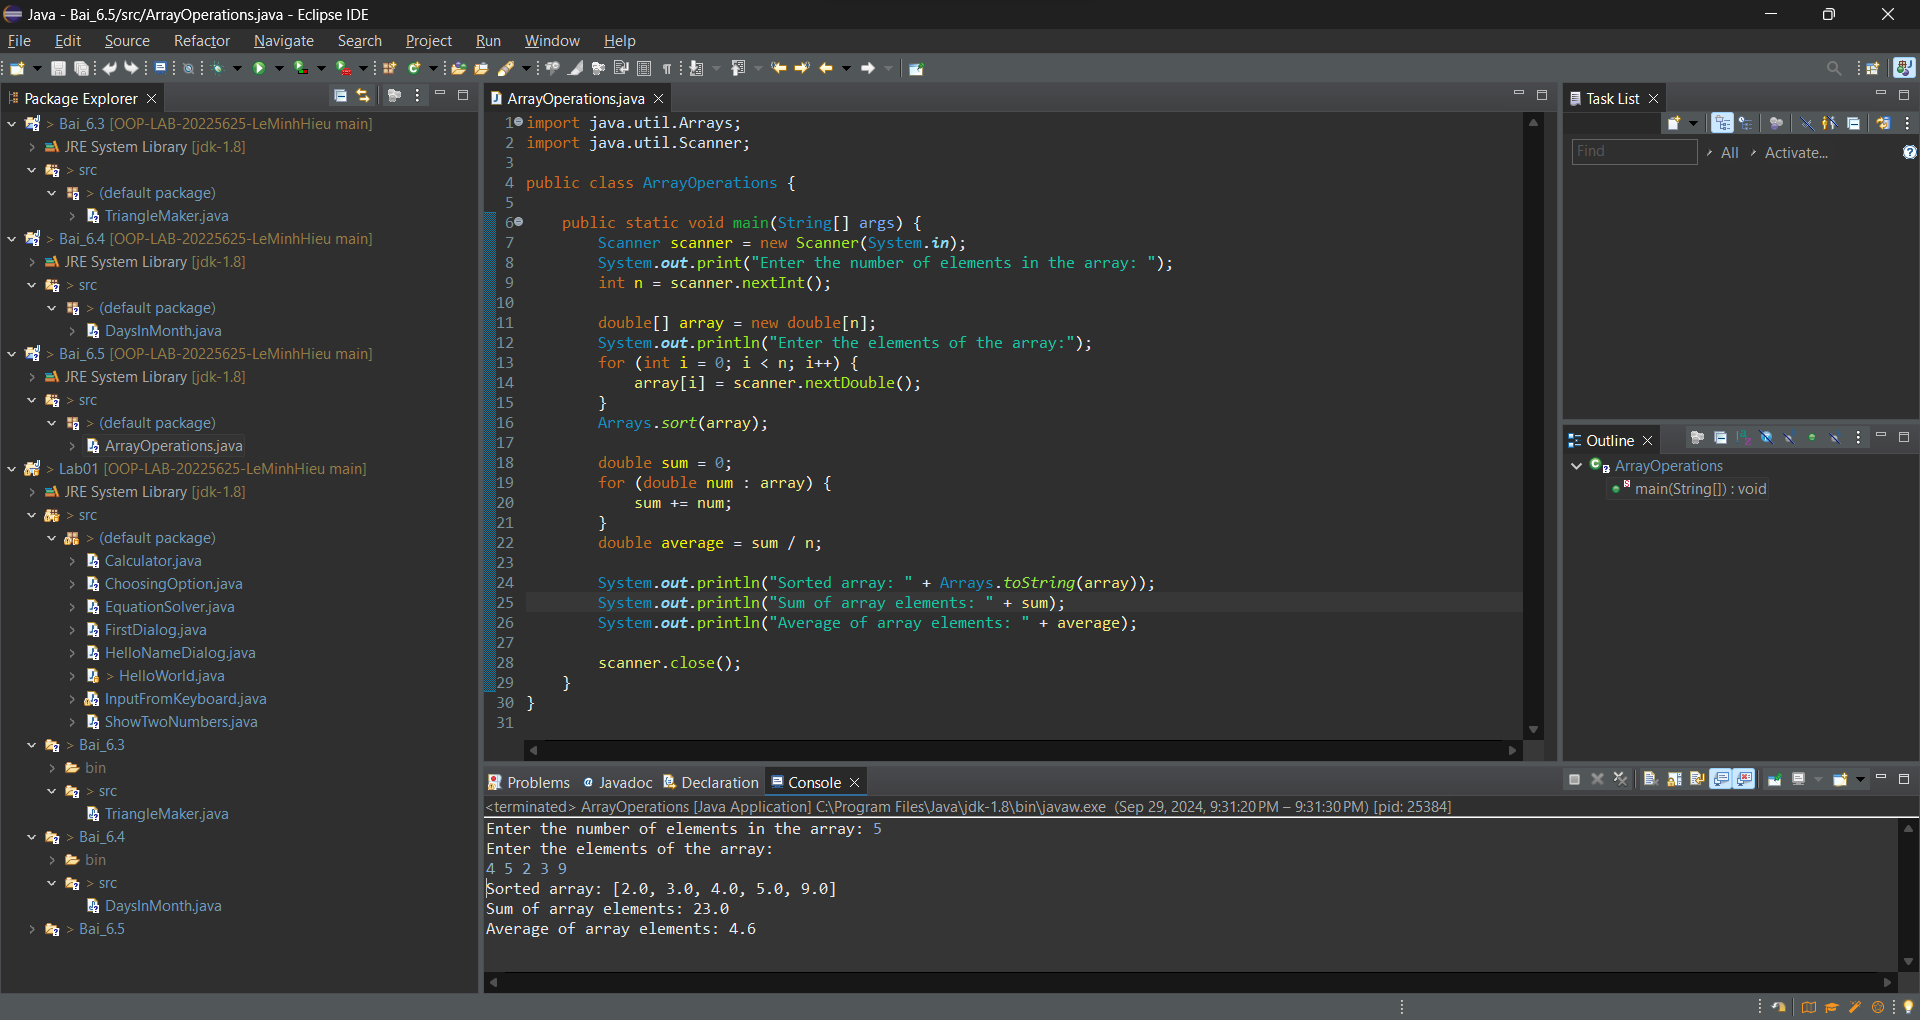 Java - Bai_6.5/src/ArrayOperations.java - Eclipse IDE
File Edit Source Refactor Navigate Search Project Run Window Help
Package Explorer
> Bai_6.3 [OOP-LAB-20225625-LeMinhHieu main]
JRE System Library [jdk-1.8]
> src
> (default package)
TriangleMaker.java
> Bai_6.4 [OOP-LAB-20225625-LeMinhHieu main]
JRE System Library [jdk-1.8]
> src
> (default package)
DaysInMonth.java
> Bai_6.5 [OOP-LAB-20225625-LeMinhHieu main]
JRE System Library [jdk-1.8]
> src
> (default package)
ArrayOperations.java
> Lab01 [OOP-LAB-20225625-LeMinhHieu main]
JRE System Library [jdk-1.8]
> src
> (default package)
Calculator.java
ChoosingOption.java
EquationSolver.java
FirstDialog.java
HelloNameDialog.java
> HelloWorld.java
InputFromKeyboard.java
ShowTwoNumbers.java
> Bai_6.3
bin
> src
TriangleMaker.java
> Bai_6.4
bin
> src
DaysInMonth.java
> Bai_6.5
ArrayOperations.java
1 import java.util.Arrays;
2 import java.util.Scanner;
3
4 public class ArrayOperations {
5
6     public static void main(String[] args) {
7         Scanner scanner = new Scanner(System.in);
8         System.out.print("Enter the number of elements in the array: ");
9         int n = scanner.nextInt();
10
11         double[] array = new double[n];
12         System.out.println("Enter the elements of the array:");
13         for (int i = 0; i < n; i++) {
14             array[i] = scanner.nextDouble();
15         }
16         Arrays.sort(array);
17
18         double sum = 0;
19         for (double num : array) {
20             sum += num;
21         }
22         double average = sum / n;
23
24         System.out.println("Sorted array: " + Arrays.toString(array));
25         System.out.println("Sum of array elements: " + sum);
26         System.out.println("Average of array elements: " + average);
27
28         scanner.close();
29     }
30 }
31
Problems Javadoc Declaration Console
<terminated> ArrayOperations [Java Application] C:\Program Files\Java\jdk-1.8\bin\javaw.exe (Sep 29, 2024, 9:31:20 PM – 9:31:30 PM) [pid: 25384]
Enter the number of elements in the array: 5
Enter the elements of the array:
4 5 2 3 9
Sorted array: [2.0, 3.0, 4.0, 5.0, 9.0]
Sum of array elements: 23.0
Average of array elements: 4.6
Task List
Find All Activate...
Outline
ArrayOperations
main(String[]) : void